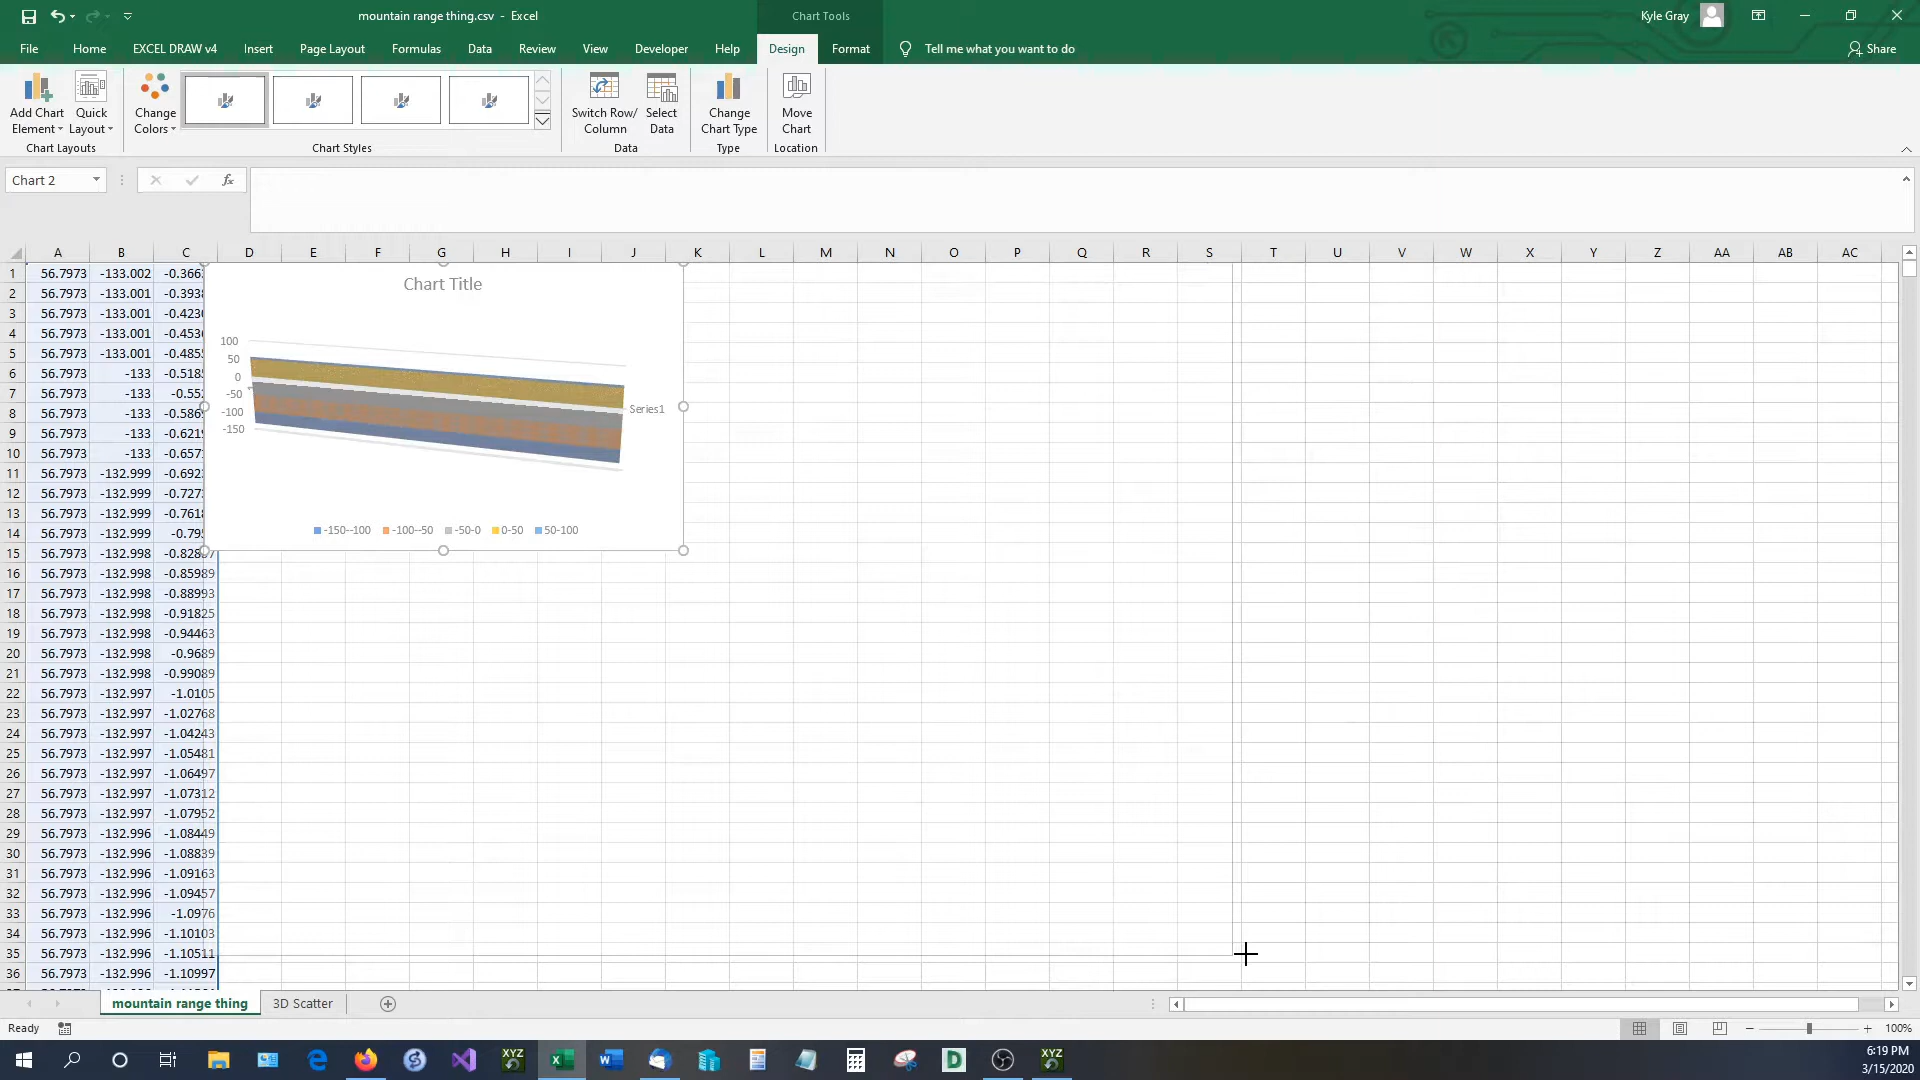 mountain range thing.csv - Excel
Chart Tools
Kyle Gray
File Home EXCEL DRAW v4 Insert Page Layout Formulas Data Review View Developer Help Design Format Tell me what you want to do Share
Add Chart Element Quick Layout Change Colors Switch Row/ Column Select Data Change Chart Type Move Chart
Chart Layouts Chart Styles Data Type Location
Chart 2 fx
A B C D E F G H I J K L M N O P Q R S T U V W X Y Z AA AB AC
1 56.7973 -133.002
2 56.7973 -133.001
3 56.7973 -133.001
4 56.7973 -133.001
5 56.7973 -133.001
6 56.7973 -133
7 56.7973 -133
8 56.7973 -133
9 56.7973 -133
10 56.7973 -133
11 56.7973 -132.999
12 56.7973 -132.999
13 56.7973 -132.999
14 56.7973 -132.999
15 56.7973 -132.998
16 56.7973 -132.998 -0.85989
17 56.7973 -132.998 -0.88993
18 56.7973 -132.998 -0.91825
19 56.7973 -132.998 -0.94463
20 56.7973 -132.998 -0.9689
21 56.7973 -132.998 -0.99089
22 56.7973 -132.997 -1.0105
23 56.7973 -132.997 -1.02768
24 56.7973 -132.997 -1.04243
25 56.7973 -132.997 -1.05481
26 56.7973 -132.997 -1.06497
27 56.7973 -132.997 -1.07312
28 56.7973 -132.997 -1.07952
29 56.7973 -132.996 -1.08449
30 56.7973 -132.996 -1.08839
31 56.7973 -132.996 -1.09163
32 56.7973 -132.996 -1.09457
33 56.7973 -132.996 -1.0976
34 56.7973 -132.996 -1.10103
35 56.7973 -132.996 -1.10511
36 56.7973 -132.996 -1.10997
Chart Title
100
50
0
-50
-100
-150
Series1
-150--100 -100--50 -50-0 0-50 50-100
mountain range thing 3D Scatter
Ready 100%
XYZ XYZ
6:19 PM
3/15/2020